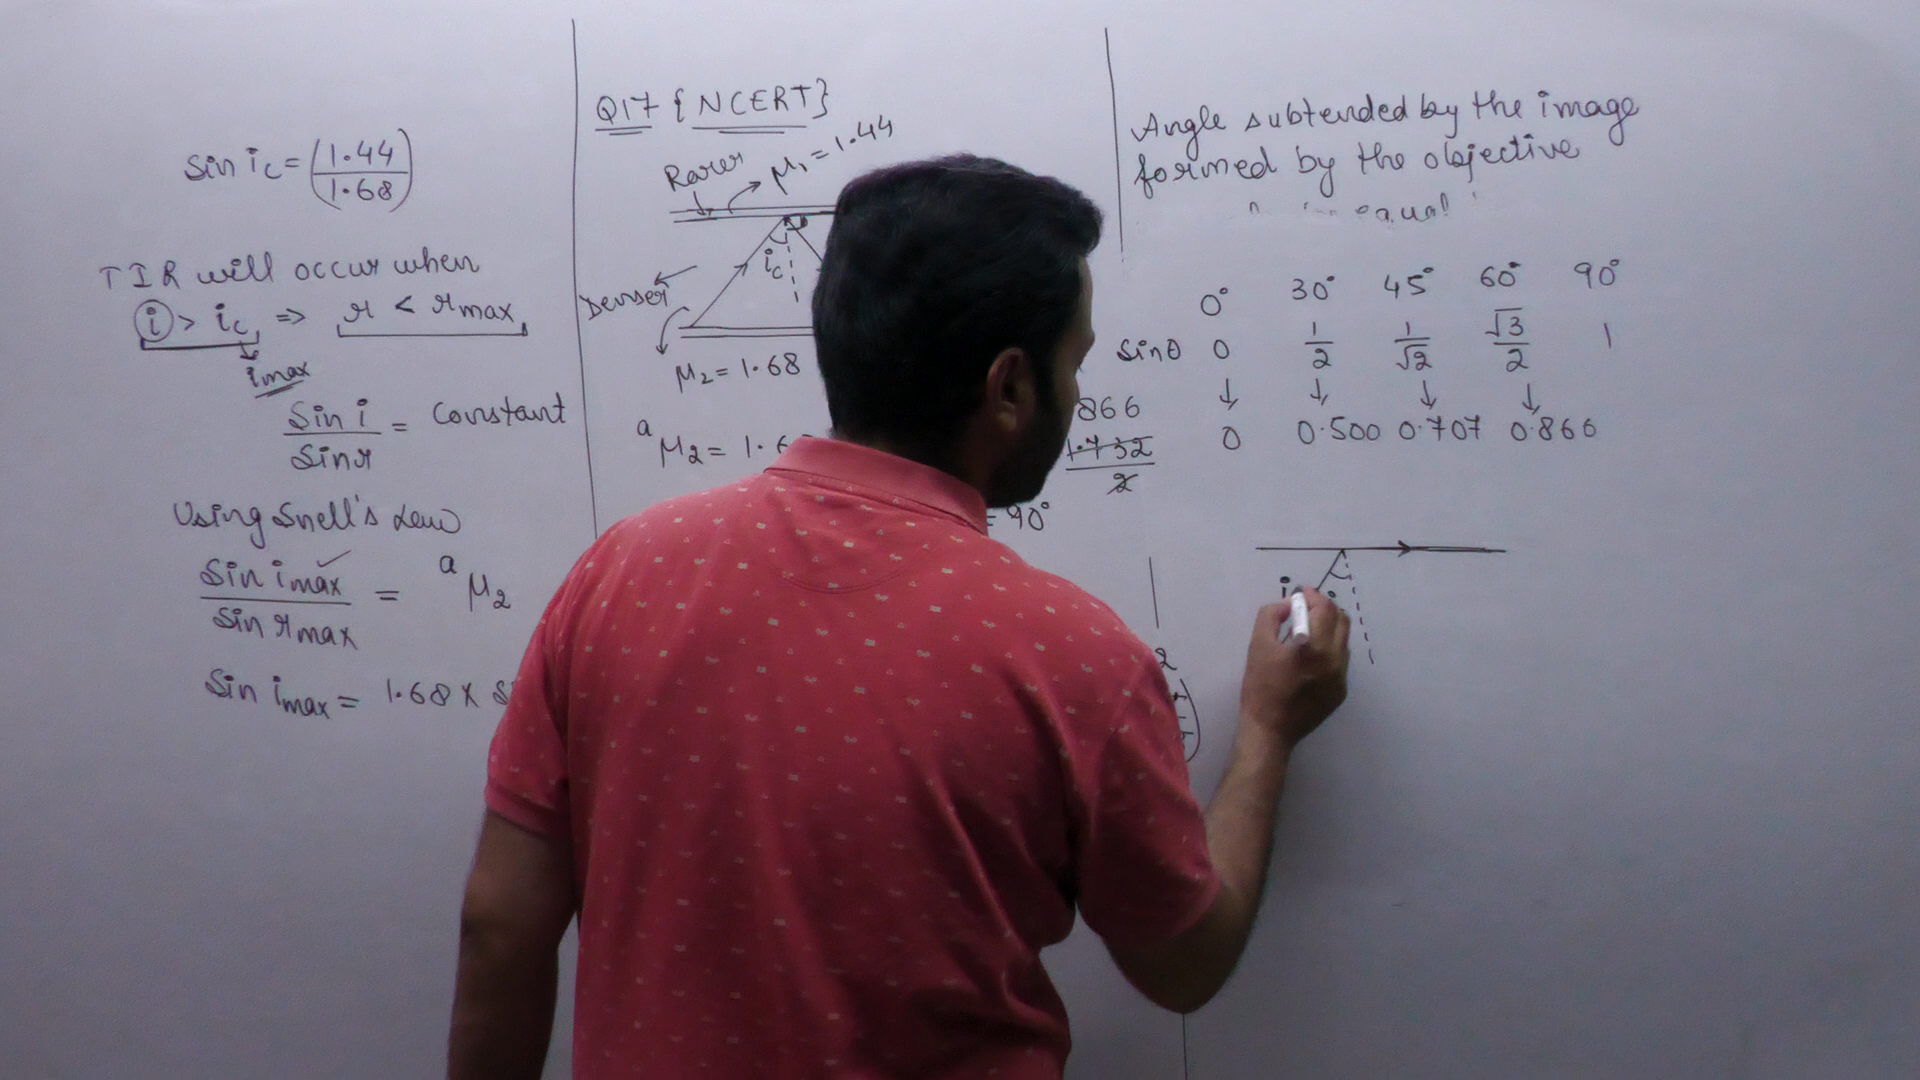 Sin ic = (1.44/1.68)
TIR will occur when
i > ic => r < rmax
imax
Sin i / Sin r = constant
Using Snell's Law
Sin imax / Sin rmax = aμ2
Sin imax = 1.68 x
Q17 {NCERT}
Rarer μ1 = 1.44
ic
Denser
μ2 = 1.68
aμ2 = 1.6
866
1.732
2
= 90°
2
Angle subtended by the image
formed by the objective
equal
0° 30° 45° 60° 90°
Sinθ 0 1/2 1/√2 √3/2 1
0 0.500 0.707 0.866
i